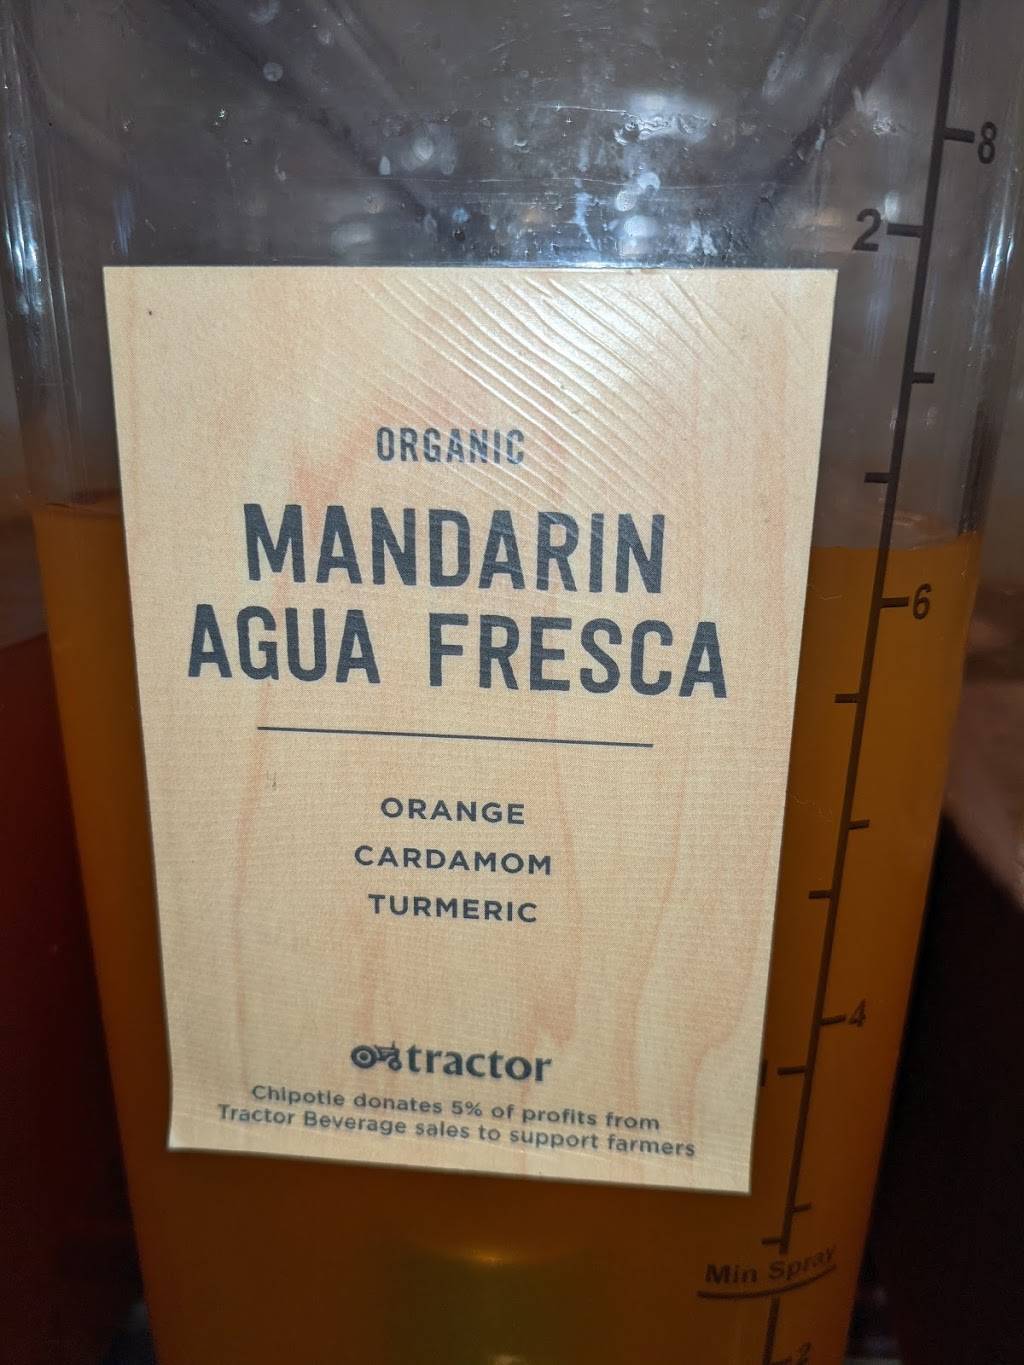 8
2
ORGANIC
MANDARIN
AGUA FRESCA
6
ORANGE
CARDAMOM
TURMERIC
4
tractor
Chipotle donates 5% of profits from
Tractor Beverage sales to support farmers
Min Spray
2